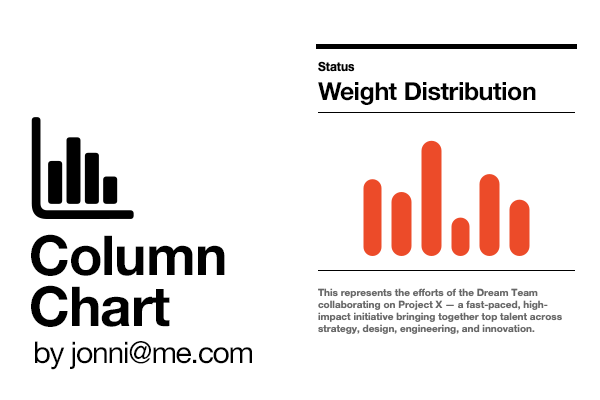 Column
Chart
by jonni@me.com
Status
Weight Distribution
This represents the efforts of the Dream Team
collaborating on Project X — a fast-paced, high-
impact initiative bringing together top talent across
strategy, design, engineering, and innovation.